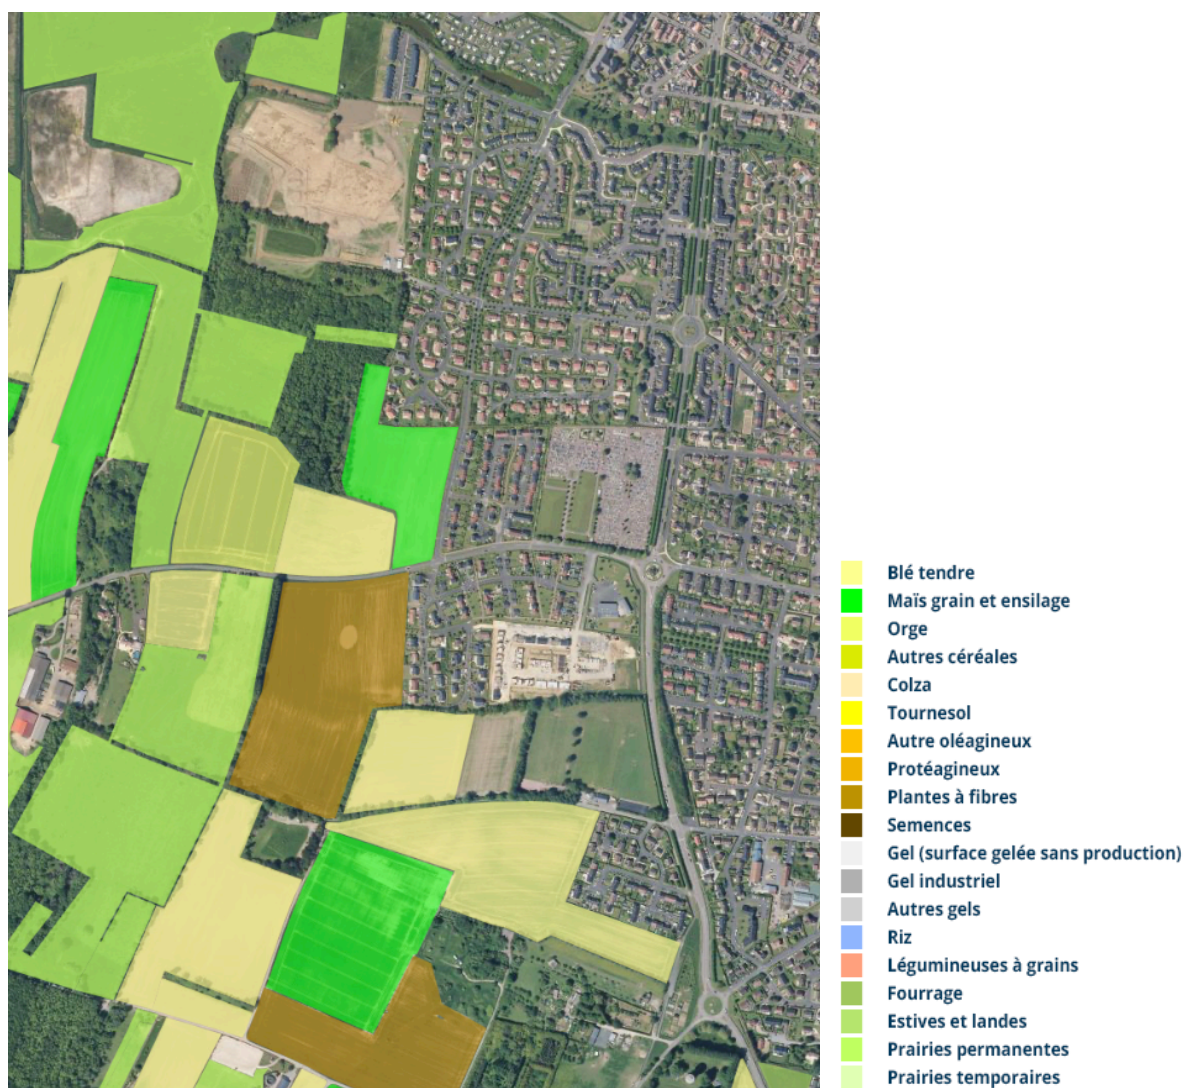 Blé tendre
Maïs grain et ensilage
Orge
Autres céréales
Colza
Tournesol
Autre oléagineux
Protéagineux
Plantes à fibres
Semences
Gel (surface gelée sans production)
Gel industriel
Autres gels
Riz
Légumineuses à grains
Fourrage
Estives et landes
Prairies permanentes
Prairies temporaires